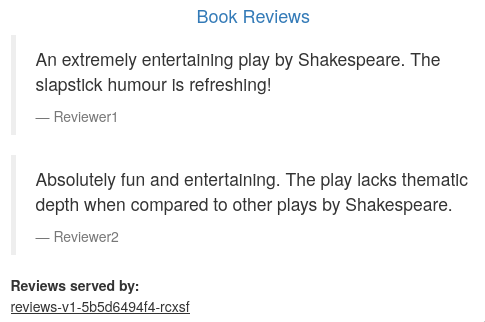 Book Reviews
An extremely entertaining play by Shakespeare. The
slapstick humour is refreshing!
— Reviewer1
Absolutely fun and entertaining. The play lacks thematic
depth when compared to other plays by Shakespeare.
— Reviewer2
Reviews served by:
reviews-v1-5b5d6494f4-rcxsf